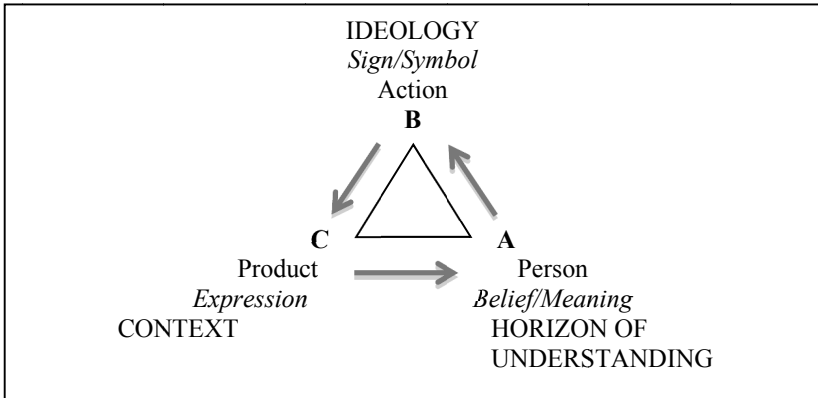 IDEOLOGY
Sign/Symbol
Action
B
C A
Product Person
Expression Belief/Meaning
CONTEXT HORIZON OF
UNDERSTANDING